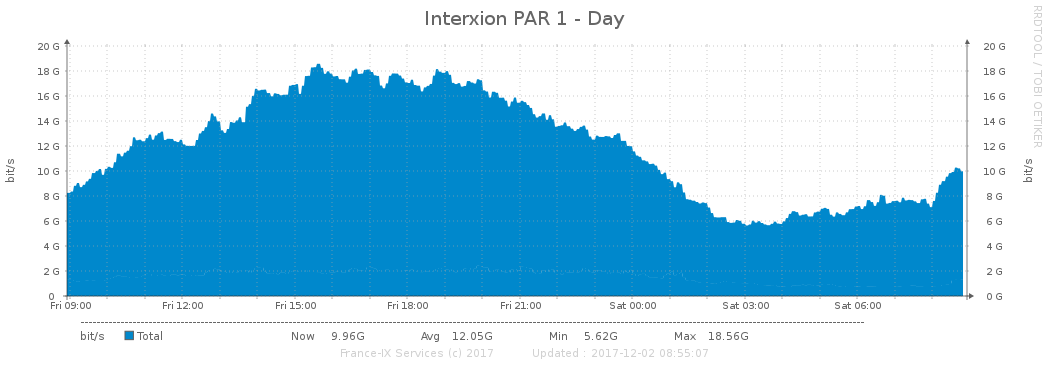 Interxion PAR 1 - Day
RRDTOOL / TOBI OETIKER
20 G 20 G
18 G 18 G
16 G 16 G
14 G 14 G
12 G 12 G
10 G 10 G
8 G 8 G
6 G 6 G
4 G 4 G
2 G 2 G
0 0 G
bit/s
bit/s
Fri 09:00 Fri 12:00 Fri 15:00 Fri 18:00 Fri 21:00 Sat 00:00 Sat 03:00 Sat 06:00
bit/s Total Now 9.96G Avg 12.05G Min 5.62G Max 18.56G
France-IX Services (c) 2017 Updated : 2017-12-02 08:55:07